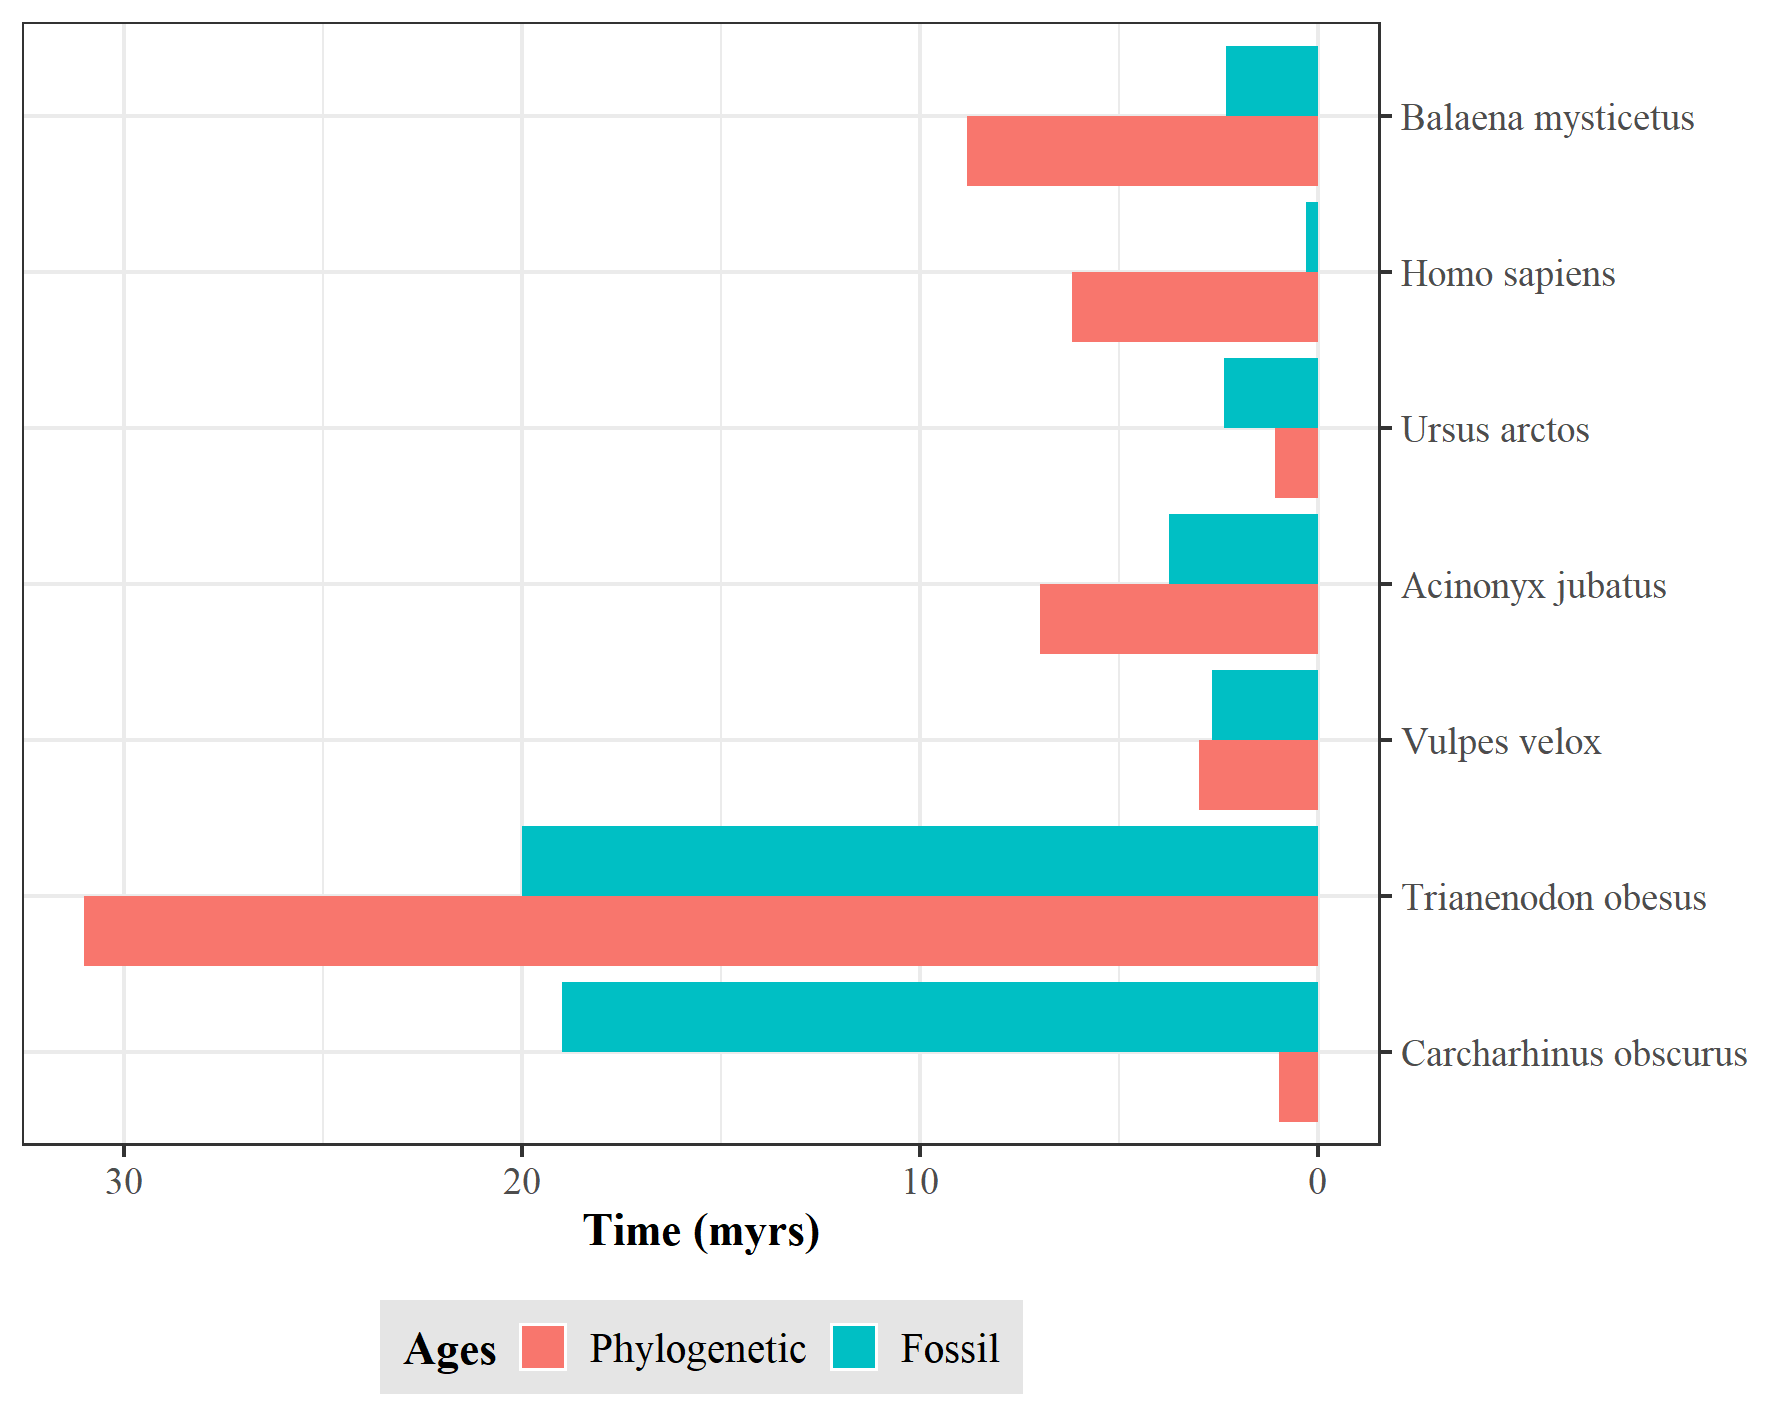 Balaena mysticetus
Homo sapiens
Ursus arctos
Acinonyx jubatus
Vulpes velox
Trianenodon obesus
Carcharhinus obscurus
30 20 10 0
Time (myrs)
Ages Phylogenetic Fossil